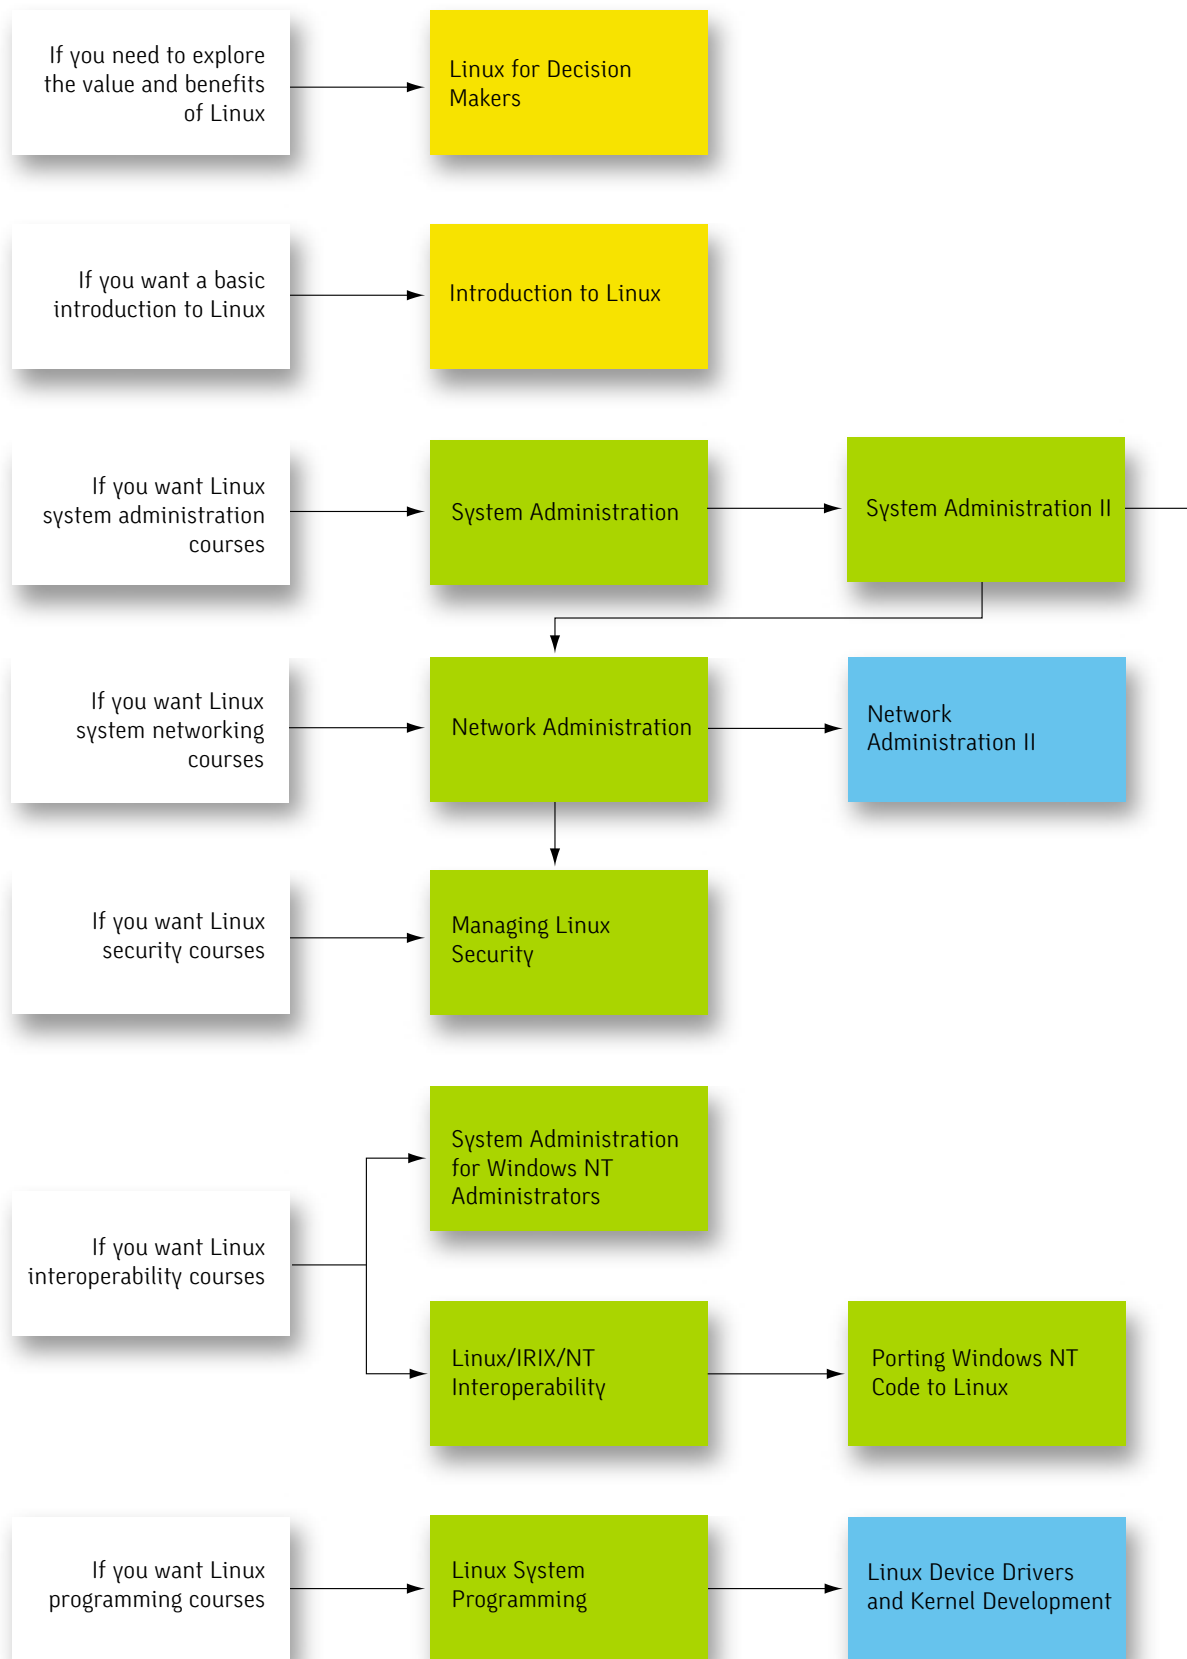 If you need to explore
the value and benefits
of Linux
Linux for Decision
Makers
If you want a basic
introduction to Linux
Introduction to Linux
If you want Linux
system administration
courses
System Administration
System Administration II
If you want Linux
system networking
courses
Network Administration
Network
Administration II
If you want Linux
security courses
Managing Linux
Security
System Administration
for Windows NT
Administrators
If you want Linux
interoperability courses
Linux/IRIX/NT
Interoperability
Porting Windows NT
Code to Linux
If you want Linux
programming courses
Linux System
Programming
Linux Device Drivers
and Kernel Development